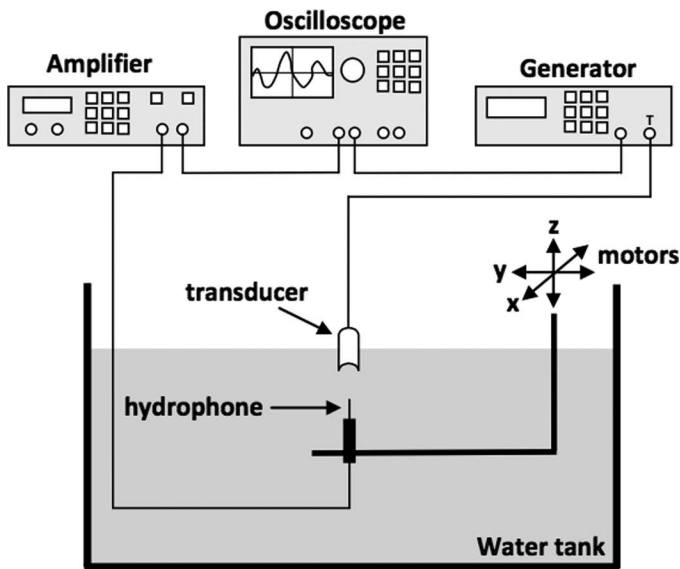 Oscilloscope
Amplifier
Generator
T
z
motors
y
x
transducer
hydrophone
Water tank